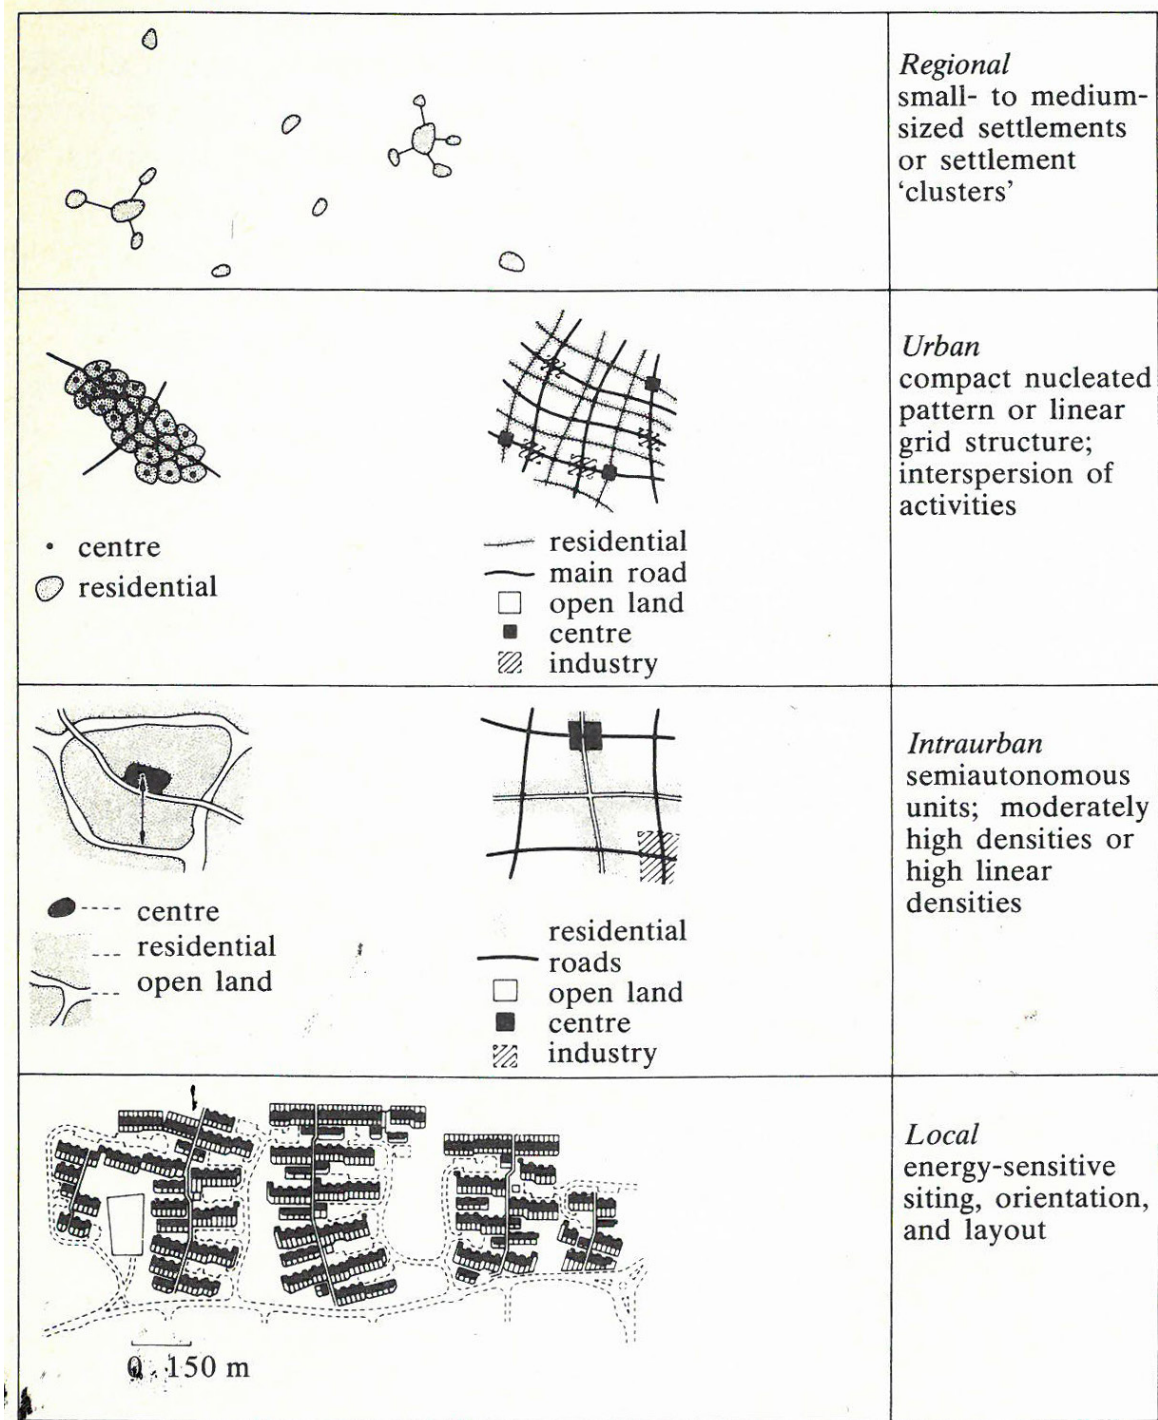 Regional
small- to medium-
sized settlements
or settlement
‘clusters’
Urban
compact nucleated
pattern or linear
grid structure;
interspersion of
activities
centre
residential
residential
main road
open land
centre
industry
Intraurban
semiautonomous
units; moderately
high densities or
high linear
densities
centre
residential
open land
residential
roads
open land
centre
industry
Local
energy-sensitive
siting, orientation,
and layout
0 150 m